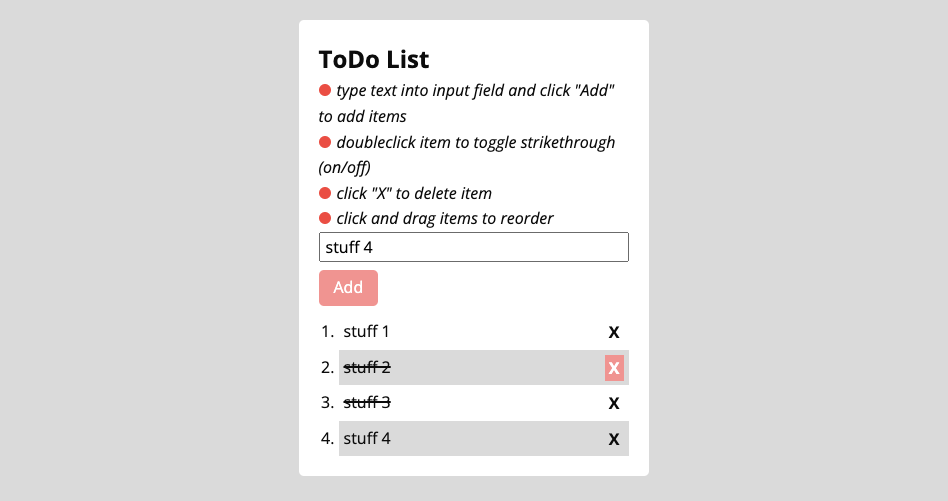 ToDo List
type text into input field and click "Add"
to add items
doubleclick item to toggle strikethrough
(on/off)
click "X" to delete item
click and drag items to reorder
stuff 4
Add
1. stuff 1 X
2. stuff 2 X
3. stuff 3 X
4. stuff 4 X